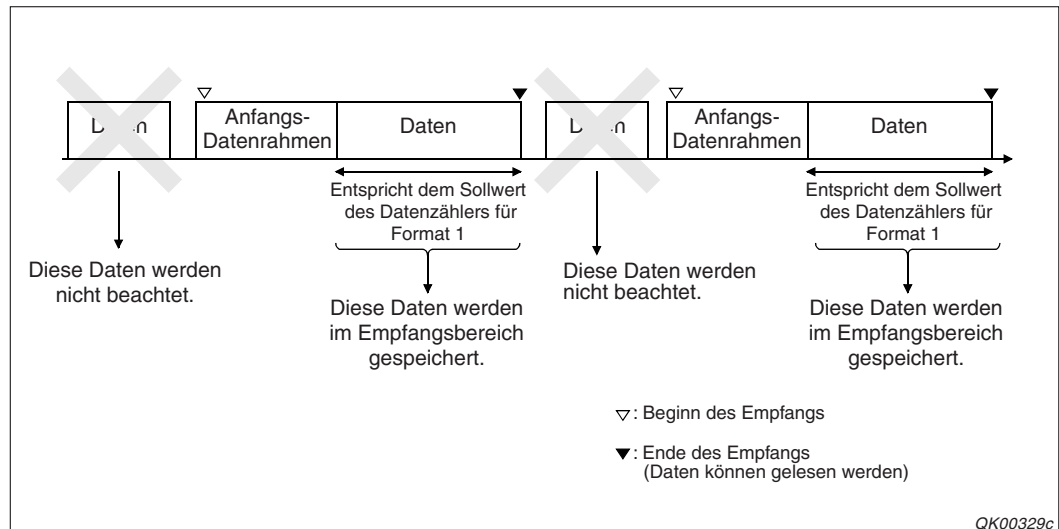 Anfangs-
Datenrahmen
Daten
Anfangs-
Datenrahmen
Daten
Entspricht dem Sollwert
des Datenzählers für
Format 1
Entspricht dem Sollwert
des Datenzählers für
Format 1
Diese Daten werden
nicht beachtet.
Diese Daten werden
im Empfangsbereich
gespeichert.
Diese Daten werden
nicht beachtet.
Diese Daten werden
im Empfangsbereich
gespeichert.
▽: Beginn des Empfangs
▼: Ende des Empfangs
(Daten können gelesen werden)
QK00329c